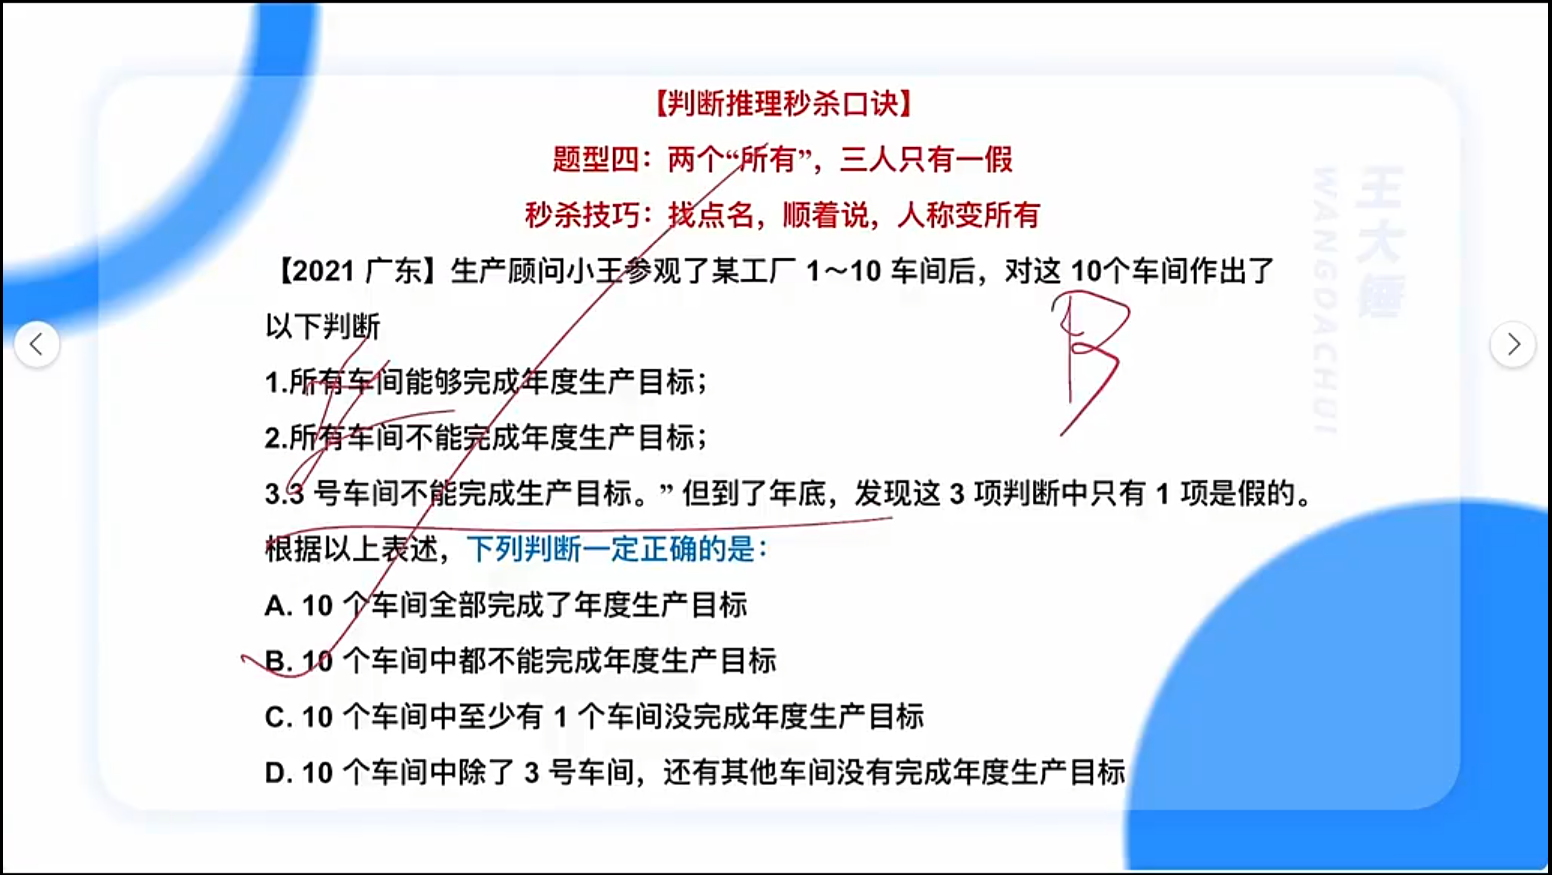 【判断推理秒杀口诀】
题型四：两个“所有”，三人只有一假
秒杀技巧：找点名，顺着说，人称变所有
王大锤
WANGDACHUI
【2021 广东】生产顾问小王参观了某工厂 1～10 车间后，对这 10个车间作出了
以下判断
1.所有车间能够完成年度生产目标；
2.所有车间不能完成年度生产目标；
3.3 号车间不能完成生产目标。” 但到了年底，发现这 3 项判断中只有 1 项是假的。
根据以上表述，下列判断一定正确的是：
A. 10 个车间全部完成了年度生产目标
B. 10 个车间中都不能完成年度生产目标
C. 10 个车间中至少有 1 个车间没完成年度生产目标
D. 10 个车间中除了 3 号车间，还有其他车间没有完成年度生产目标
B